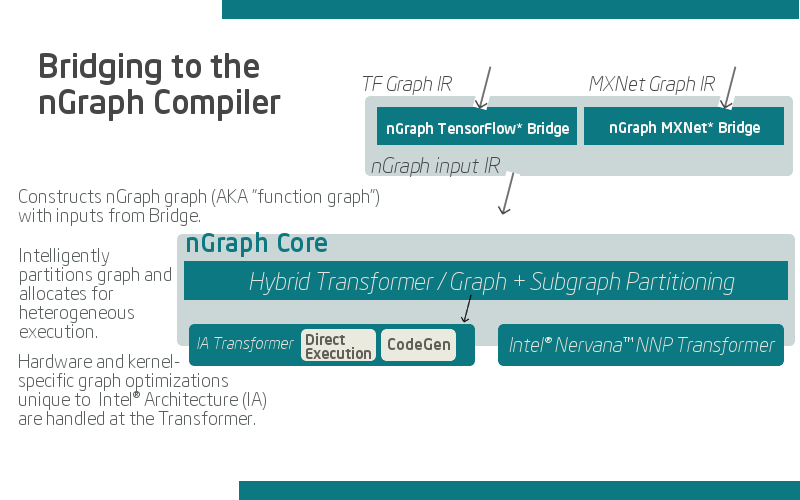 Bridging to the
nGraph Compiler
TF Graph IR
MXNet Graph IR
nGraph TensorFlow* Bridge
nGraph MXNet* Bridge
nGraph input IR
Constructs nGraph graph (AKA "function graph")
with inputs from Bridge.
nGraph Core
Intelligently
partitions graph and
allocates for
heterogeneous
execution.
Hybrid Transformer / Graph + Subgraph Partitioning
IA Transformer
Direct
Execution
CodeGen
Intel® Nervana™ NNP Transformer
Hardware and kernel-
specific graph optimizations
unique to Intel® Architecture (IA)
are handled at the Transformer.